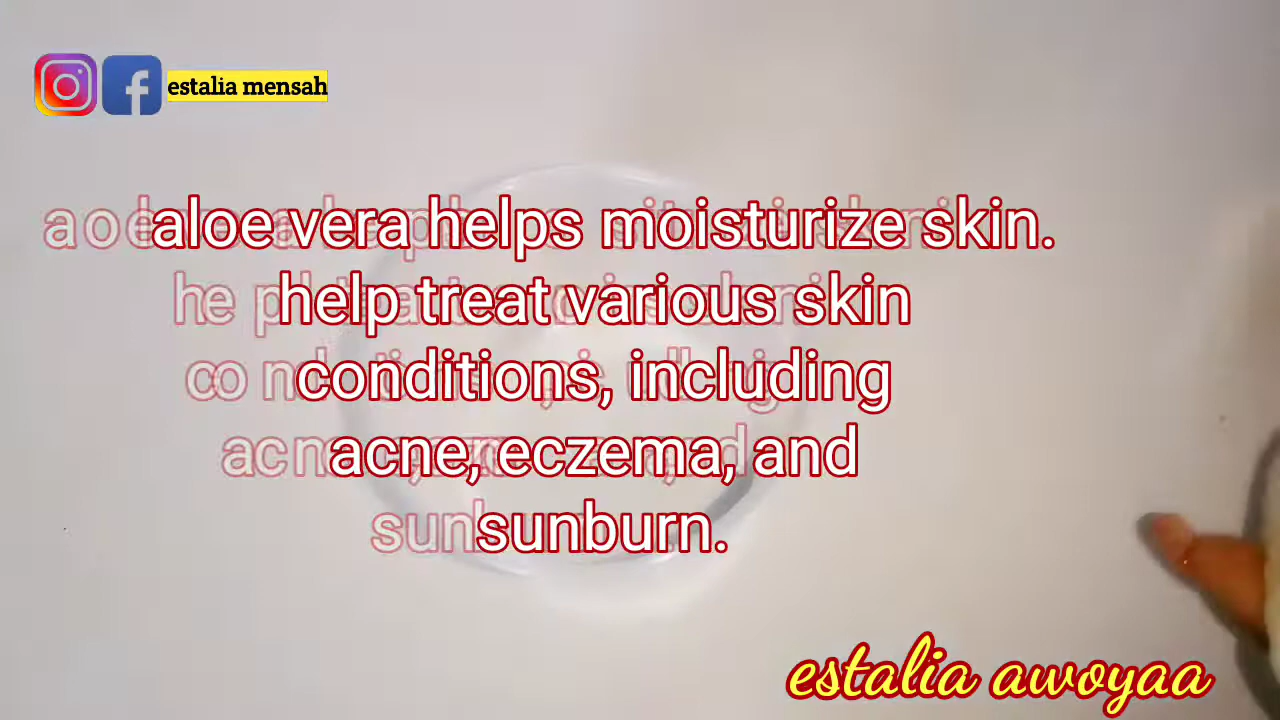 estalia mensah
aloe vera helps moisturize skin.
help treat various skin
conditions, including
acne, eczema, and
sunburn.
estalia awoyaa